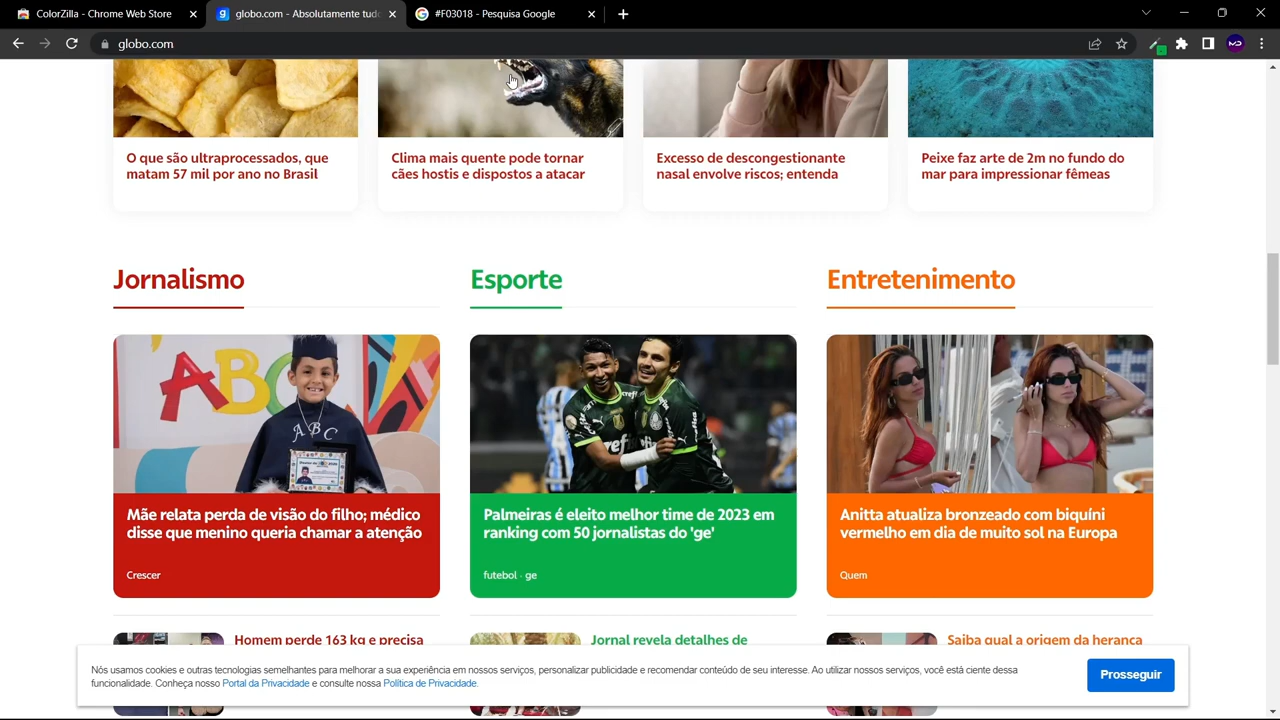 ColorZilla - Chrome Web Store
globo.com - Absolutamente tud
#F03018 - Pesquisa Google
globo.com
O que são ultraprocessados, que
matam 57 mil por ano no Brasil
Clima mais quente pode tornar
cães hostis e dispostos a atacar
Excesso de descongestionante
nasal envolve riscos; entenda
Peixe faz arte de 2m no fundo do
mar para impressionar fêmeas
Jornalismo
Esporte
Entretenimento
ABC
ABC
Mãe relata perda de visão do filho; médico
disse que menino queria chamar a atenção
Crescer
Palmeiras é eleito melhor time de 2023 em
ranking com 50 jornalistas do 'ge'
futebol · ge
Anitta atualiza bronzeado com biquíni
vermelho em dia de muito sol na Europa
Quem
Homem perde 163 kg e precisa
Jornal revela detalhes de
Saiba qual a origem da herança
Nós usamos cookies e outras tecnologias semelhantes para melhorar a sua experiência em nossos serviços, personalizar publicidade e recomendar conteúdo de seu interesse. Ao utilizar nossos serviços, você está ciente dessa
funcionalidade. Conheça nosso Portal da Privacidade e consulte nossa Política de Privacidade.
Prosseguir